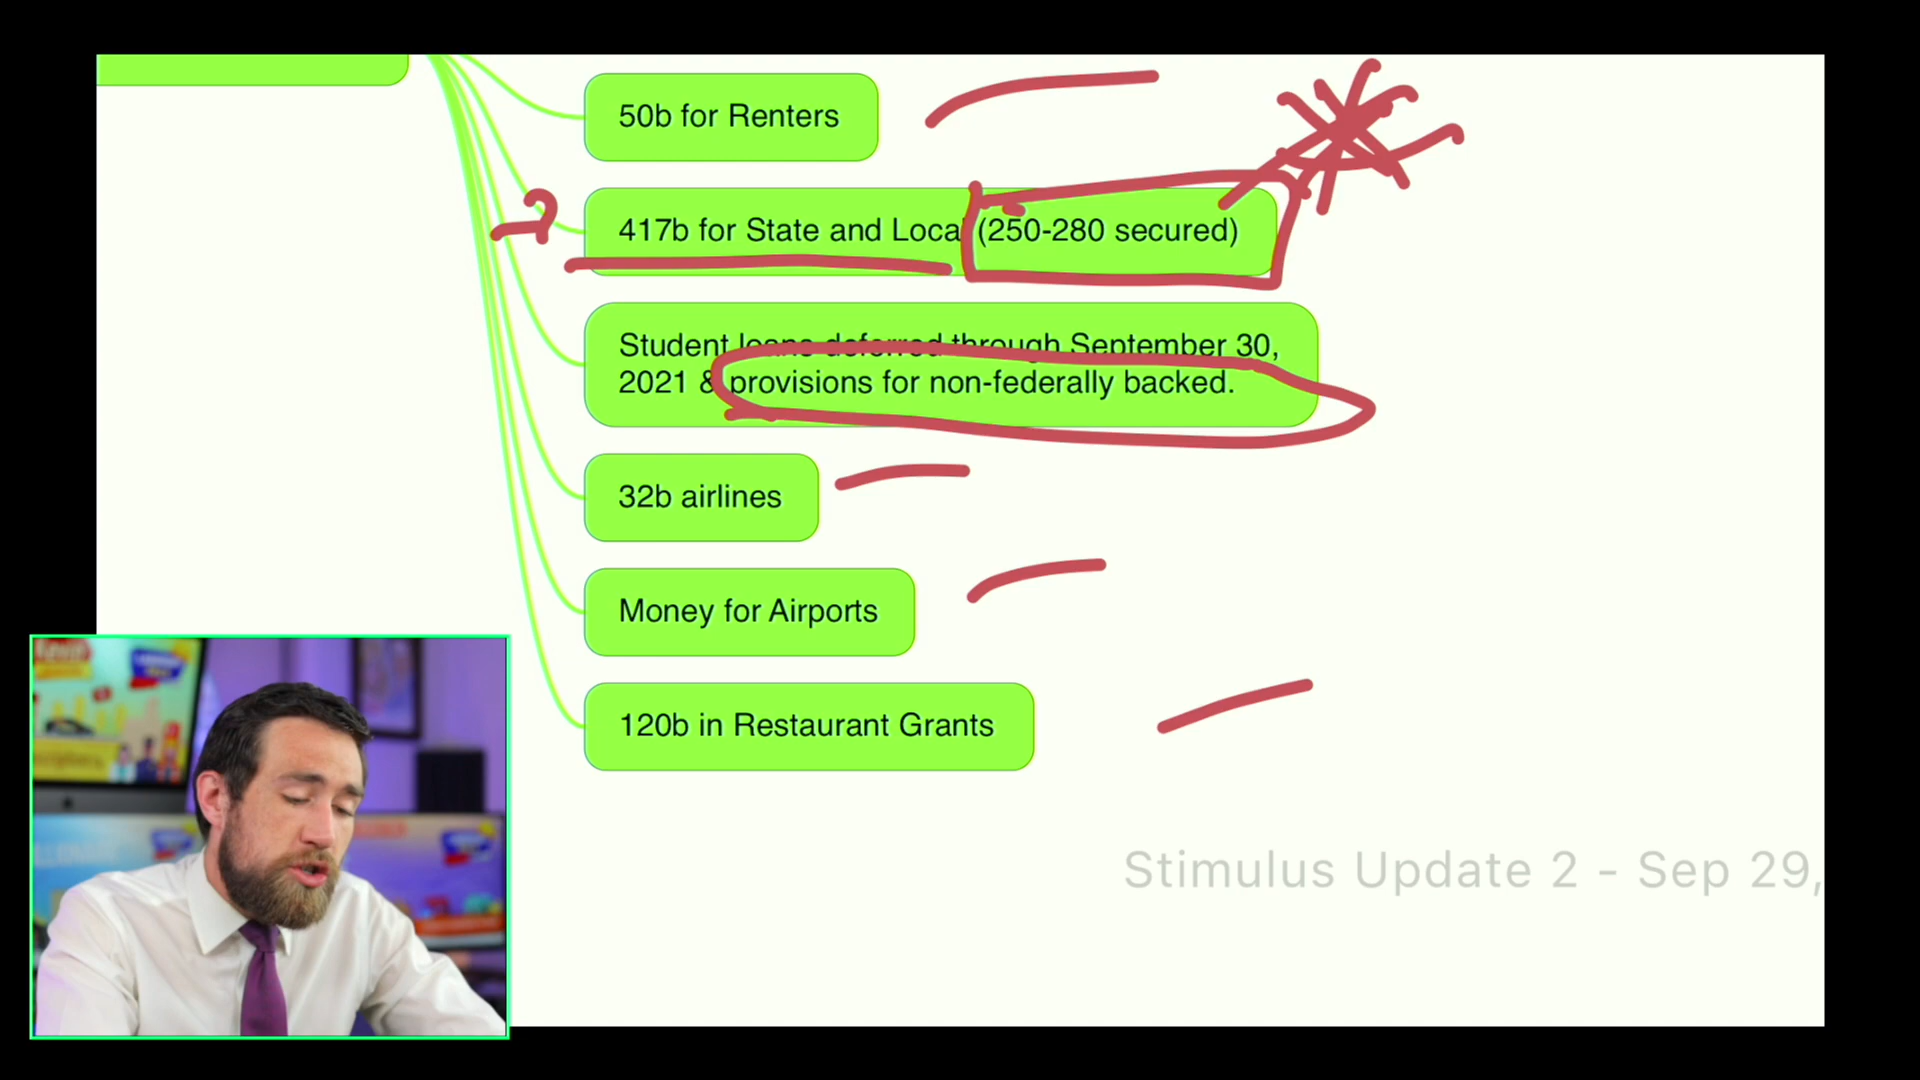 50b for Renters
417b for State and Local (250-280 secured)
Student loans deferred through September 30,
2021 & provisions for non-federally backed.
32b airlines
Money for Airports
120b in Restaurant Grants
Stimulus Update 2 - Sep 29,